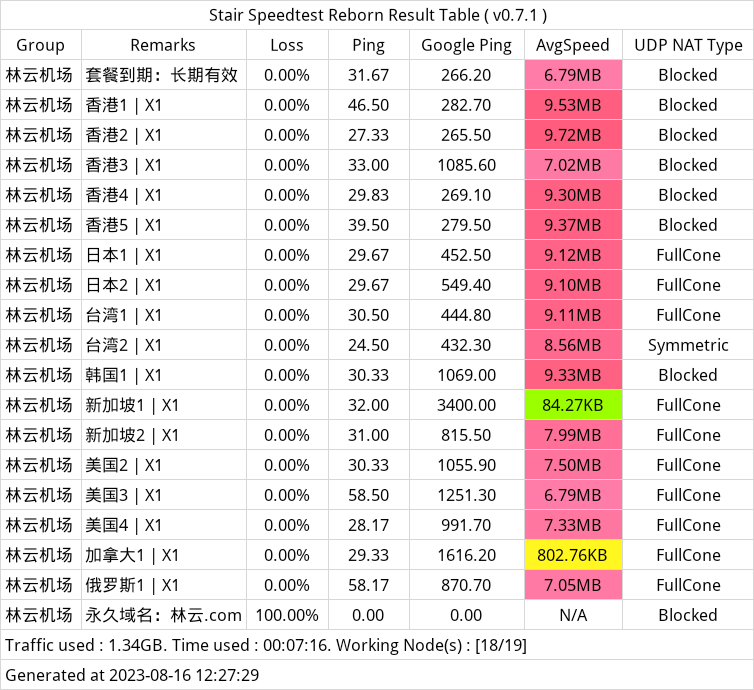 Stair Speedtest Reborn Result Table ( v0.7.1 )
Group Remarks Loss Ping Google Ping AvgSpeed UDP NAT Type
林云机场 套餐到期：长期有效 0.00% 31.67 266.20 6.79MB Blocked
林云机场 香港1 | X1 0.00% 46.50 282.70 9.53MB Blocked
林云机场 香港2 | X1 0.00% 27.33 265.50 9.72MB Blocked
林云机场 香港3 | X1 0.00% 33.00 1085.60 7.02MB Blocked
林云机场 香港4 | X1 0.00% 29.83 269.10 9.30MB Blocked
林云机场 香港5 | X1 0.00% 39.50 279.50 9.37MB Blocked
林云机场 日本1 | X1 0.00% 29.67 452.50 9.12MB FullCone
林云机场 日本2 | X1 0.00% 29.67 549.40 9.10MB FullCone
林云机场 台湾1 | X1 0.00% 30.50 444.80 9.11MB FullCone
林云机场 台湾2 | X1 0.00% 24.50 432.30 8.56MB Symmetric
林云机场 韩国1 | X1 0.00% 30.33 1069.00 9.33MB Blocked
林云机场 新加坡1 | X1 0.00% 32.00 3400.00 84.27KB FullCone
林云机场 新加坡2 | X1 0.00% 31.00 815.50 7.99MB FullCone
林云机场 美国2 | X1 0.00% 30.33 1055.90 7.50MB FullCone
林云机场 美国3 | X1 0.00% 58.50 1251.30 6.79MB FullCone
林云机场 美国4 | X1 0.00% 28.17 991.70 7.33MB FullCone
林云机场 加拿大1 | X1 0.00% 29.33 1616.20 802.76KB FullCone
林云机场 俄罗斯1 | X1 0.00% 58.17 870.70 7.05MB FullCone
林云机场 永久域名：林云.com 100.00% 0.00 0.00 N/A Blocked
Traffic used : 1.34GB. Time used : 00:07:16. Working Node(s) : [18/19]
Generated at 2023-08-16 12:27:29